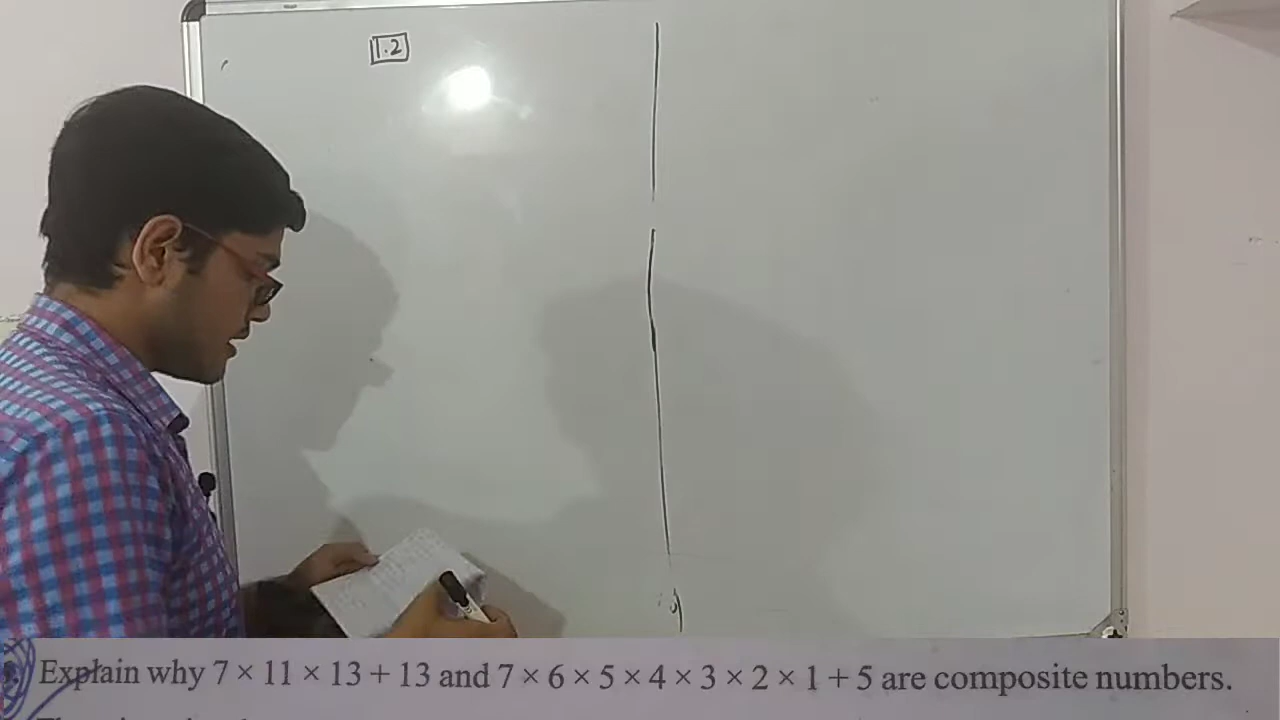 1.2
Explain why 7 × 11 × 13 + 13 and 7 × 6 × 5 × 4 × 3 × 2 × 1 + 5 are composite numbers.